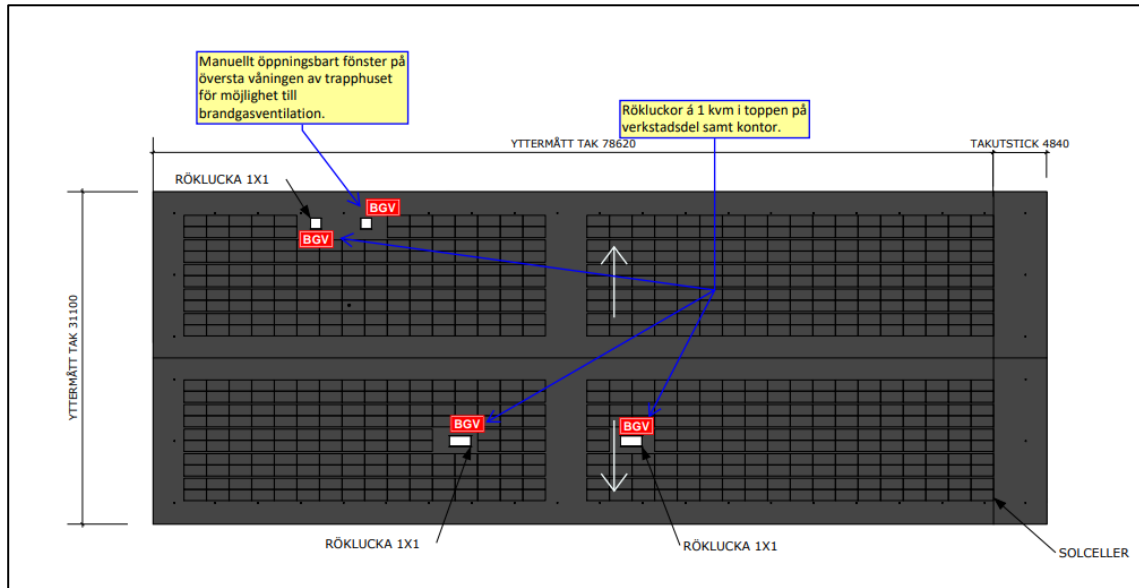 Manuellt öppningsbart fönster på
översta våningen av trapphuset
för möjlighet till
brandgasventilation.
Rökluckor á 1 kvm i toppen på
verkstadsdel samt kontor.
YTTERMÅTT TAK 78620
TAKUTSTICK 4840
RÖKLUCKA 1X1
BGV
BGV
YTTERMÅTT TAK 31100
BGV
BGV
RÖKLUCKA 1X1
RÖKLUCKA 1X1
SOLCELLER